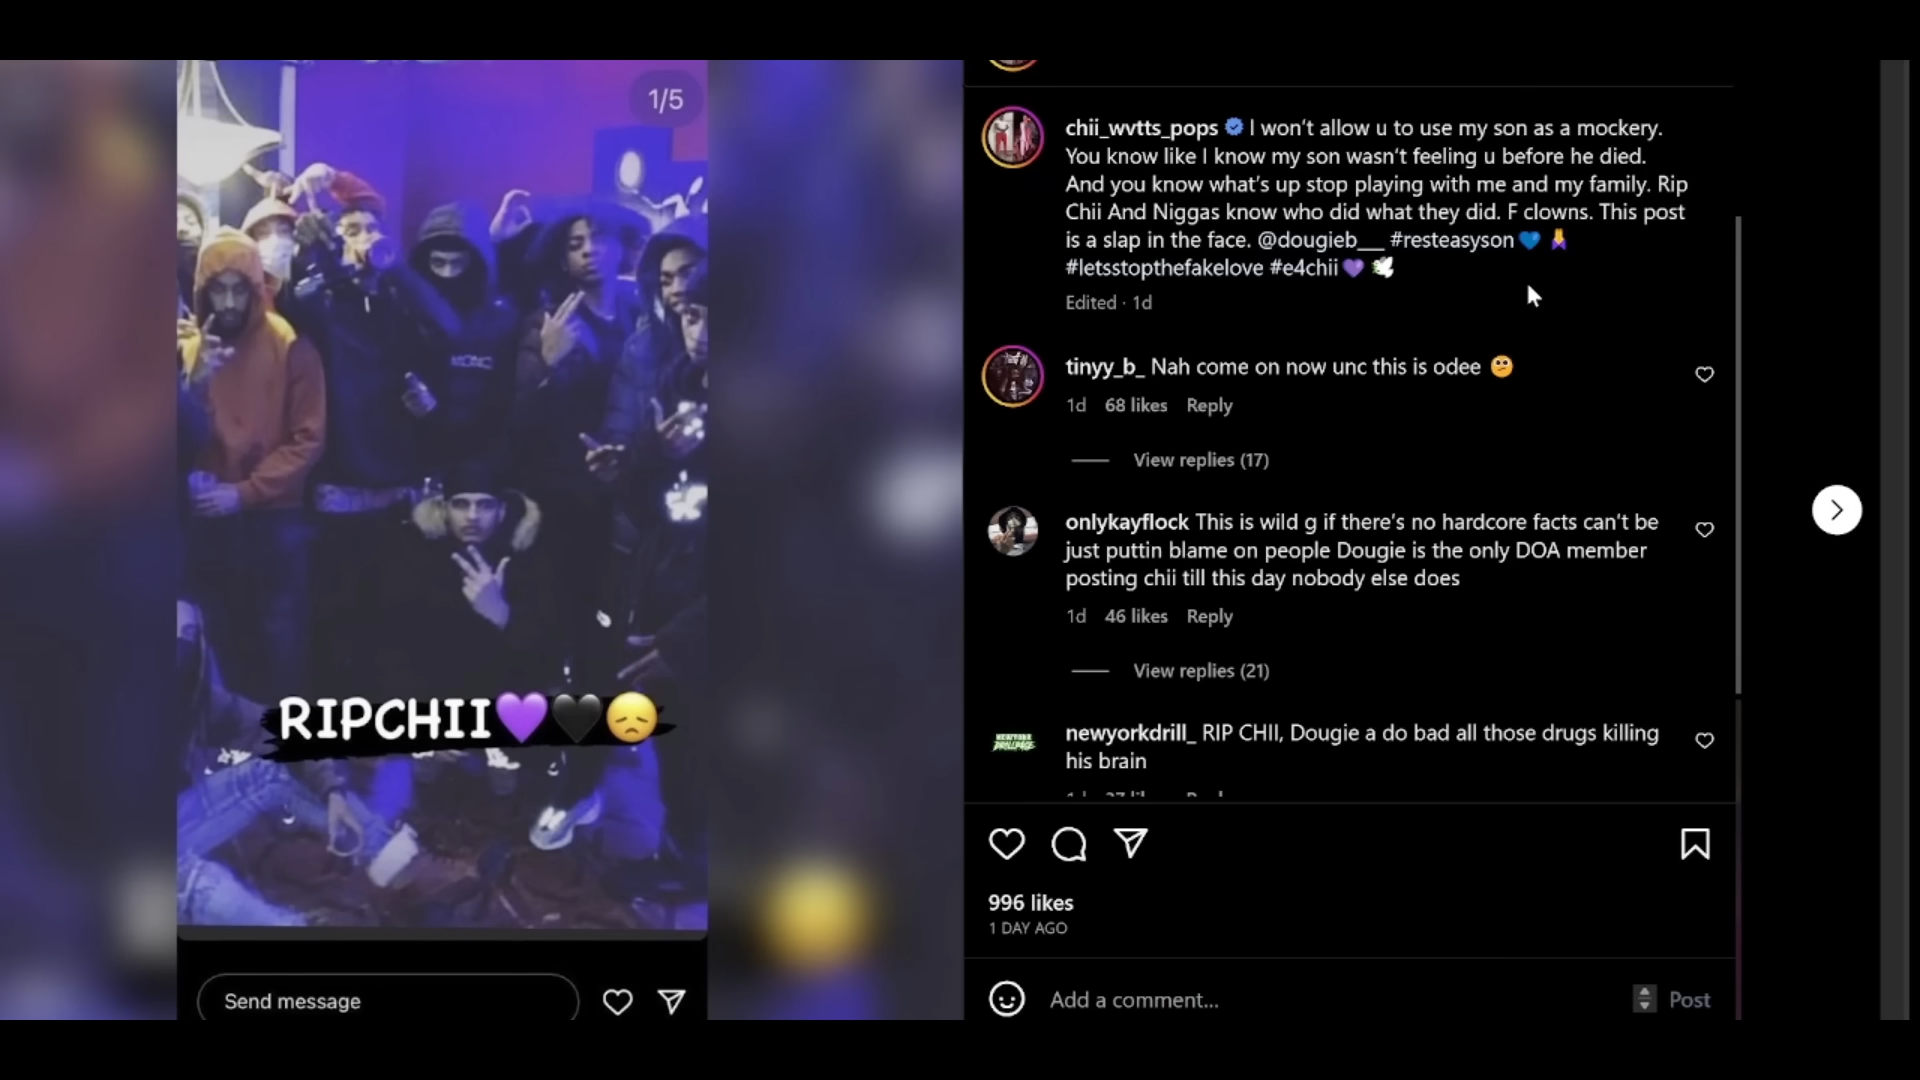 1/5
MONC
RIPCHII💜🖤😞
Send message
chii_wvtts_pops I won't allow u to use my son as a mockery.
You know like I know my son wasn't feeling u before he died.
And you know what's up stop playing with me and my family. Rip
Chii And Niggas know who did what they did. F clowns. This post
is a slap in the face. @dougieb___ #resteasyson💙🙏
#letsstopthefakelove #e4chii💜🕊
Edited · 1d
tinyy_b_ Nah come on now unc this is odee 🫤
1d 68 likes Reply
View replies (17)
onlykayflock This is wild g if there's no hardcore facts can't be
just puttin blame on people Dougie is the only DOA member
posting chii till this day nobody else does
1d 46 likes Reply
View replies (21)
NEWYORK
DRILLPAGE
newyorkdrill_ RIP CHII, Dougie a do bad all those drugs killing
his brain
996 likes
1 DAY AGO
Add a comment...
Post